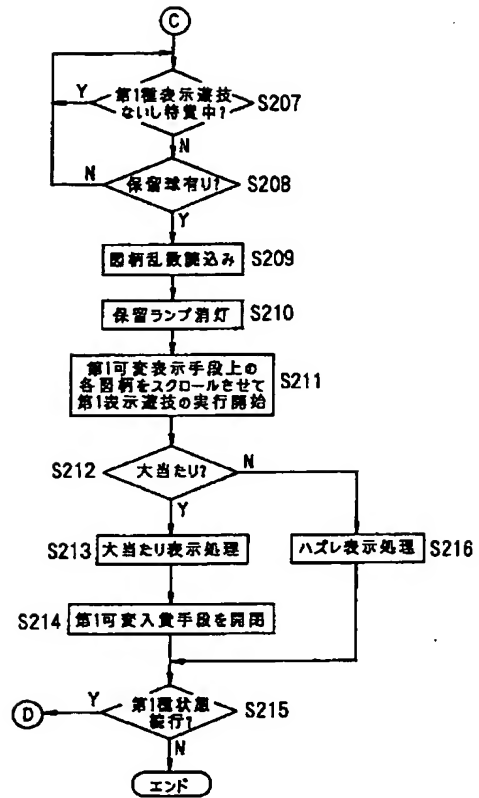 C
第1種表示遊技
ないし特賞中?
Y
S207
N
N
保留球有り?
S208
Y
図柄乱数読込み
S209
保留ランプ消灯
S210
第1可変表示手段上の
各図柄をスクロールさせて
第1表示遊技の実行開始
S211
S212
大当たり?
N
Y
S213
大当たり表示処理
ハズレ表示処理
S216
S214
第1可変入賞手段を開閉
D
Y
第1種状態
続行?
S215
N
エンド